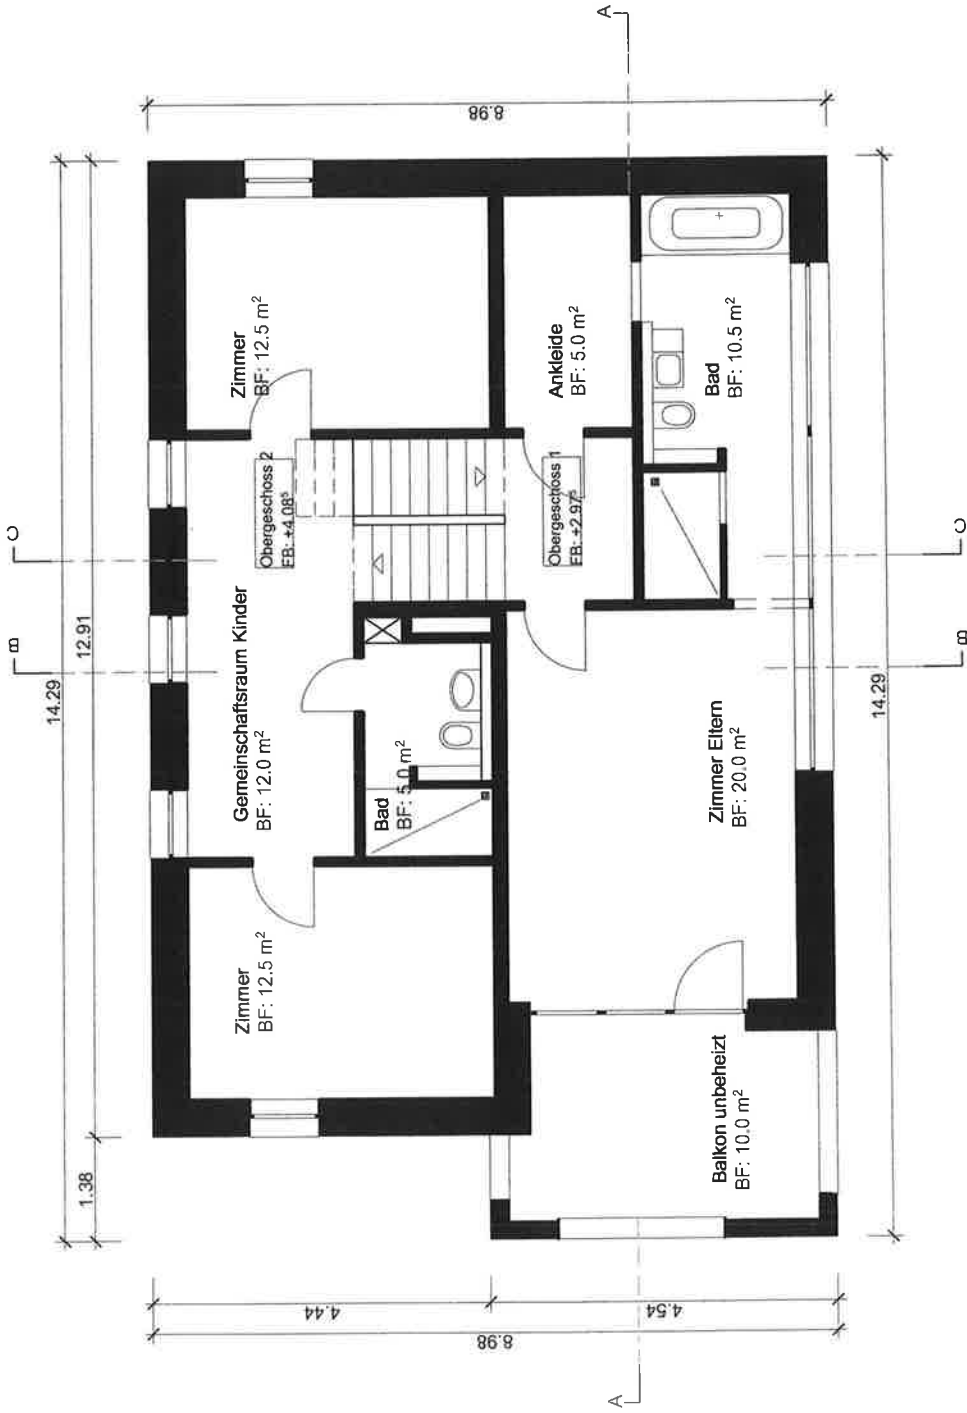 A
8.98
14.29
12.91
1.38
Zimmer
BF: 12.5 m²
Ankleide
BF: 5.0 m²
Bad
BF: 10.5 m²
Obergeschoss 2
FB: +4.08⁵
Obergeschoss 1
FB: +2.97⁵
C
C
B
B
Gemeinschaftsraum Kinder
BF: 12.0 m²
Bad
BF: 5.0 m²
Zimmer Eltern
BF: 20.0 m²
14.29
Zimmer
BF: 12.5 m²
Balkon unbeheizt
BF: 10.0 m²
4.44
4.54
8.98
A